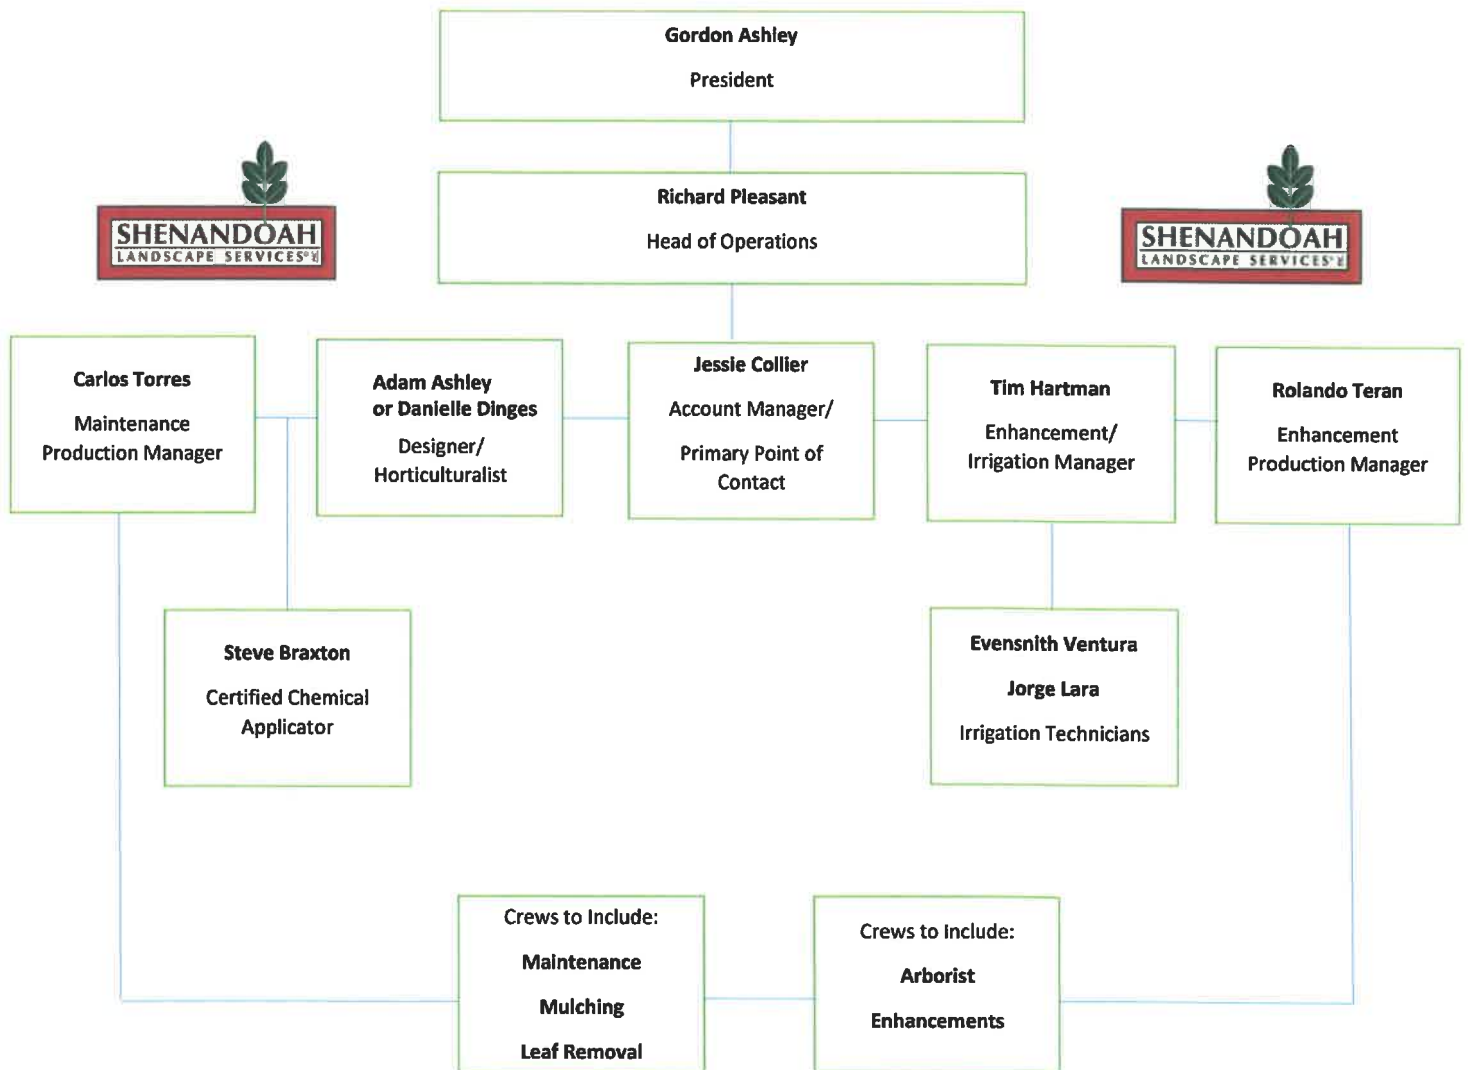 Gordon Ashley
President
Richard Pleasant
Head of Operations
SHENANDOAH
LANDSCAPE SERVICES
SHENANDOAH
LANDSCAPE SERVICES
Carlos Torres
Maintenance
Production Manager
Adam Ashley
or Danielle Dinges
Designer/
Horticulturalist
Jessie Collier
Account Manager/
Primary Point of
Contact
Tim Hartman
Enhancement/
Irrigation Manager
Rolando Teran
Enhancement
Production Manager
Steve Braxton
Certified Chemical
Applicator
Evensnith Ventura
Jorge Lara
Irrigation Technicians
Crews to Include:
Maintenance
Mulching
Leaf Removal
Crews to Include:
Arborist
Enhancements